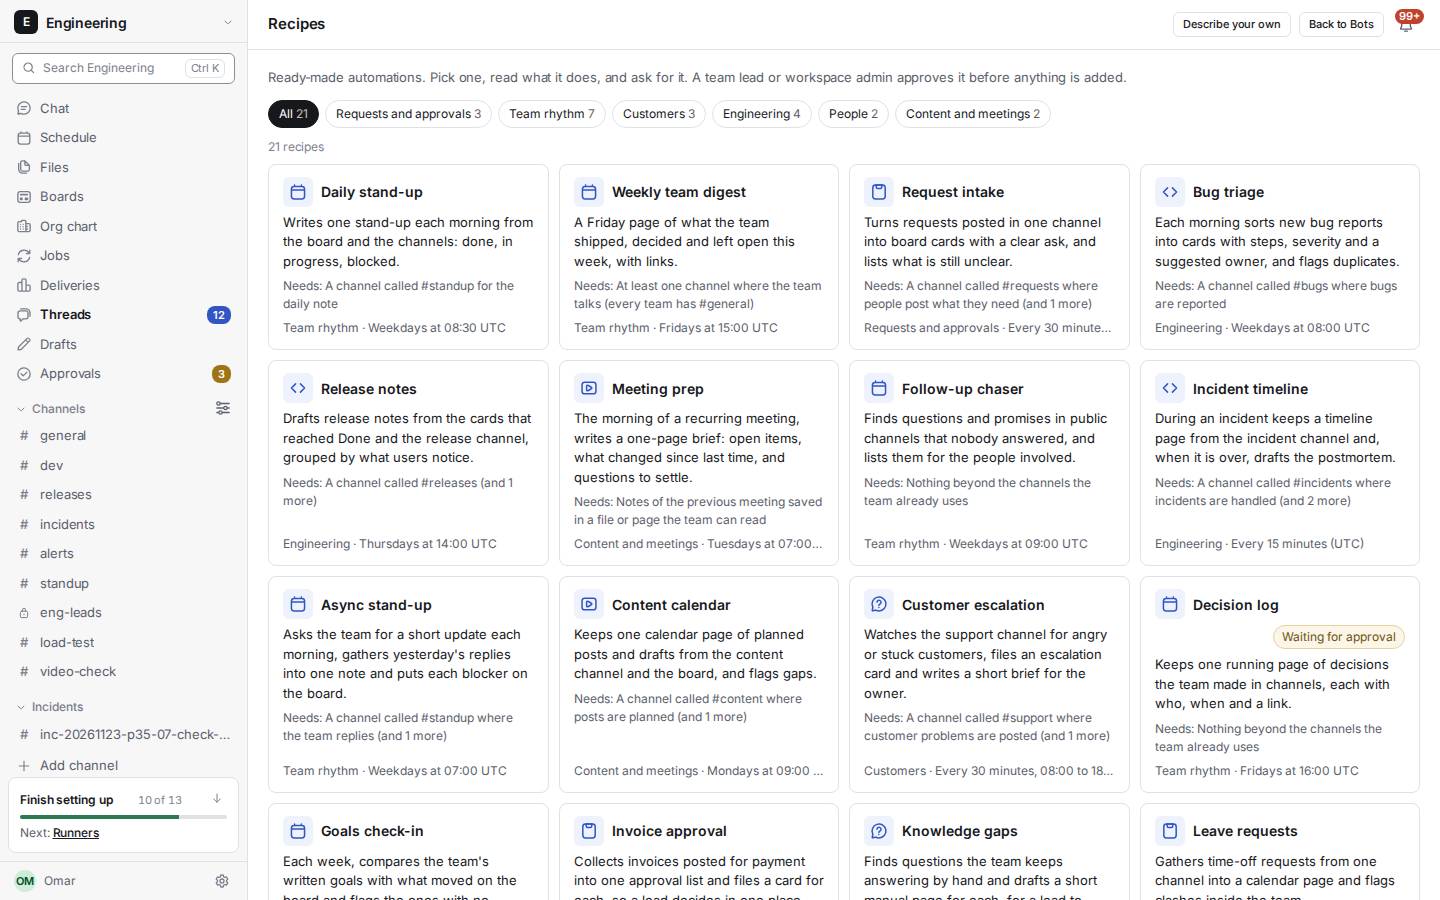 E Engineering
Search Engineering Ctrl K
Chat
Schedule
Files
Boards
Org chart
Jobs
Deliveries
Threads 12
Drafts
Approvals 3
Channels
# general
# dev
# releases
# incidents
# alerts
# standup
eng-leads
# load-test
# video-check
Incidents
# inc-20261123-p35-07-check-...
Add channel
Finish setting up 10 of 13
Next: Runners
OM Omar
Recipes
Describe your own
Back to Bots
99+
Ready-made automations. Pick one, read what it does, and ask for it. A team lead or workspace admin approves it before anything is added.
All 21
Requests and approvals 3
Team rhythm 7
Customers 3
Engineering 4
People 2
Content and meetings 2
21 recipes
Daily stand-up
Writes one stand-up each morning from
the board and the channels: done, in
progress, blocked.
Needs: A channel called #standup for the
daily note
Team rhythm · Weekdays at 08:30 UTC
Weekly team digest
A Friday page of what the team
shipped, decided and left open this
week, with links.
Needs: At least one channel where the team
talks (every team has #general)
Team rhythm · Fridays at 15:00 UTC
Request intake
Turns requests posted in one channel
into board cards with a clear ask, and
lists what is still unclear.
Needs: A channel called #requests where
people post what they need (and 1 more)
Requests and approvals · Every 30 minute...
Bug triage
Each morning sorts new bug reports
into cards with steps, severity and a
suggested owner, and flags duplicates.
Needs: A channel called #bugs where bugs
are reported
Engineering · Weekdays at 08:00 UTC
Release notes
Drafts release notes from the cards that
reached Done and the release channel,
grouped by what users notice.
Needs: A channel called #releases (and 1
more)
Engineering · Thursdays at 14:00 UTC
Meeting prep
The morning of a recurring meeting,
writes a one-page brief: open items,
what changed since last time, and
questions to settle.
Needs: Notes of the previous meeting saved
in a file or page the team can read
Content and meetings · Tuesdays at 07:00...
Follow-up chaser
Finds questions and promises in public
channels that nobody answered, and
lists them for the people involved.
Needs: Nothing beyond the channels the
team already uses
Team rhythm · Weekdays at 09:00 UTC
Incident timeline
During an incident keeps a timeline
page from the incident channel and,
when it is over, drafts the postmortem.
Needs: A channel called #incidents where
incidents are handled (and 2 more)
Engineering · Every 15 minutes (UTC)
Async stand-up
Asks the team for a short update each
morning, gathers yesterday's replies
into one note and puts each blocker on
the board.
Needs: A channel called #standup where
the team replies (and 1 more)
Team rhythm · Weekdays at 07:00 UTC
Content calendar
Keeps one calendar page of planned
posts and drafts from the content
channel and the board, and flags gaps.
Needs: A channel called #content where
posts are planned (and 1 more)
Content and meetings · Mondays at 09:00 ...
Customer escalation
Watches the support channel for angry
or stuck customers, files an escalation
card and writes a short brief for the
owner.
Needs: A channel called #support where
customer problems are posted (and 1 more)
Customers · Every 30 minutes, 08:00 to 18...
Decision log
Waiting for approval
Keeps one running page of decisions
the team made in channels, each with
who, when and a link.
Needs: Nothing beyond the channels the
team already uses
Team rhythm · Fridays at 16:00 UTC
Goals check-in
Each week, compares the team's
written goals with what moved on the
board and flags the ones with no
Invoice approval
Collects invoices posted for payment
into one approval list and files a card for
each, so a lead decides in one place
Knowledge gaps
Finds questions the team keeps
answering by hand and drafts a short
manual page for each, for a lead to
Leave requests
Gathers time-off requests from one
channel into a calendar page and flags
clashes inside the team